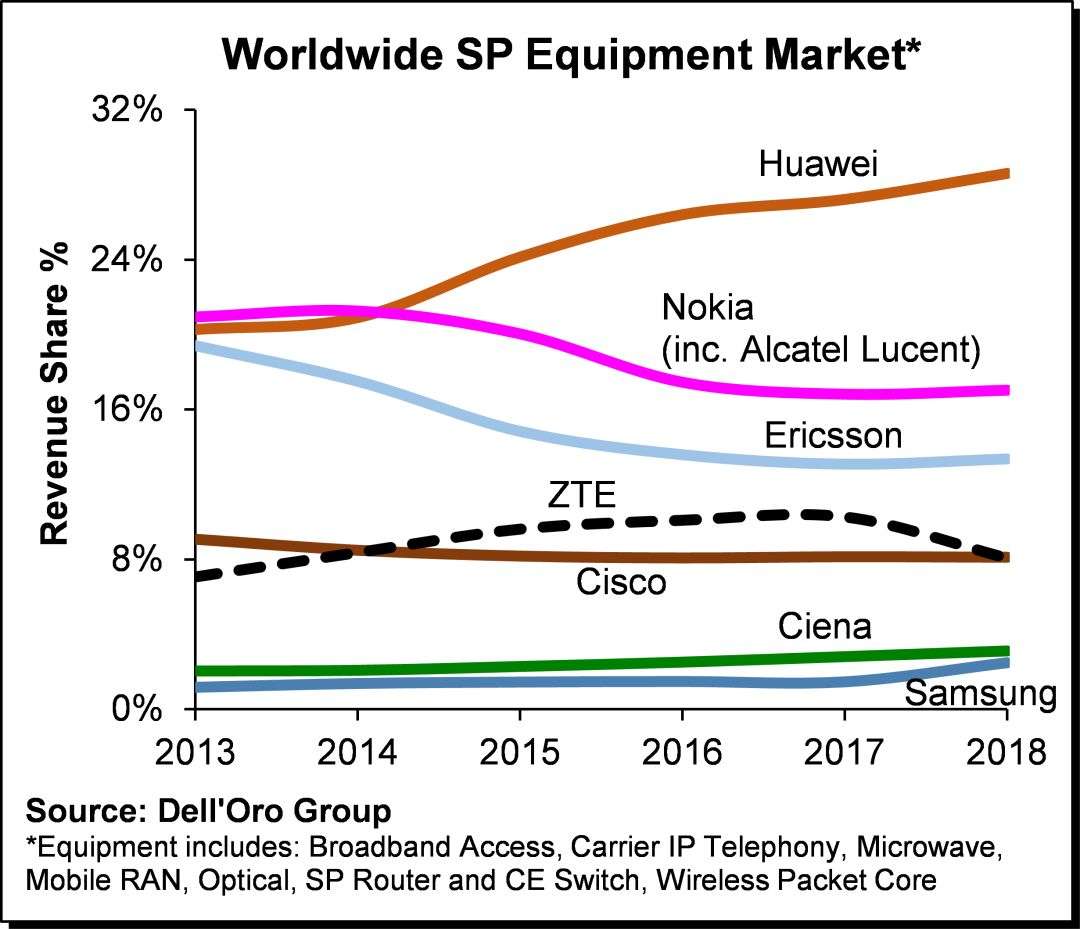 Worldwide SP Equipment Market*
Revenue Share %
32%
24%
16%
8%
0%
Huawei
Nokia
(inc. Alcatel Lucent)
Ericsson
ZTE
Cisco
Ciena
Samsung
2013 2014 2015 2016 2017 2018
Source: Dell'Oro Group
*Equipment includes: Broadband Access, Carrier IP Telephony, Microwave,
Mobile RAN, Optical, SP Router and CE Switch, Wireless Packet Core